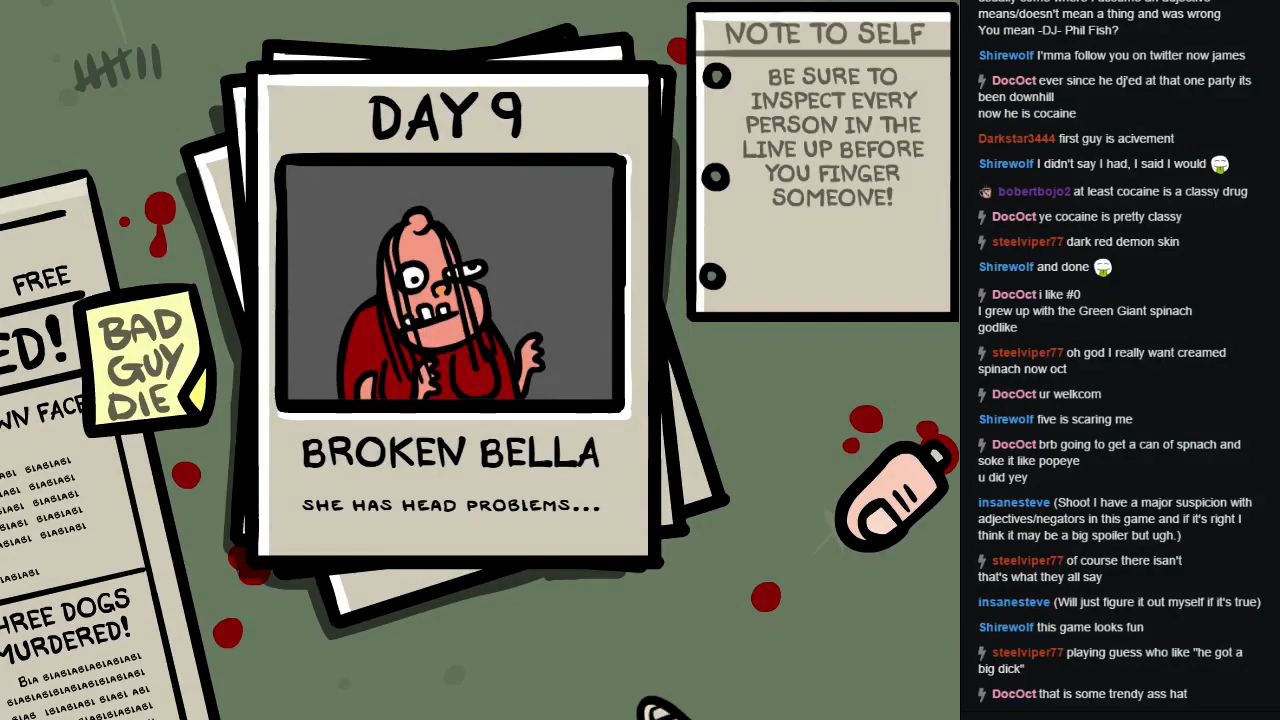 DAY 9
BROKEN BELLA
SHE HAS HEAD PROBLEMS...
NOTE TO SELF
BE SURE TO
INSPECT EVERY
PERSON IN THE
LINE UP BEFORE
YOU FINGER
SOMEONE!
FREE
ED!
BAD
GUY
DIE
WN FACE
HREE DOGS
MURDERED!
means/doesn't mean a thing and was wrong
You mean -DJ- Phil Fish?
Shirewolf I'mma follow you on twitter now james
DocOct ever since he dj'ed at that one party its
been downhill
now he is cocaine
Darkstar3444 first guy is acivement
Shirewolf I didn't say I had, I said I would
bobertbojo2 at least cocaine is a classy drug
DocOct ye cocaine is pretty classy
steelviper77 dark red demon skin
Shirewolf and done
DocOct i like #0
I grew up with the Green Giant spinach
godlike
steelviper77 oh god I really want creamed
spinach now oct
DocOct ur welkcom
Shirewolf five is scaring me
DocOct brb going to get a can of spnach and
soke it like popeye
u did yey
insanesteve (Shoot I have a major suspicion with
adjectives/negators in this game and if it's right I
think it may be a big spoiler but ugh.)
steelviper77 of course there isan't
that's what they all say
insanesteve (Will just figure it out myself if it's true)
Shirewolf this game looks fun
steelviper77 playing guess who like "he got a
big dick"
DocOct that is some trendy ass hat